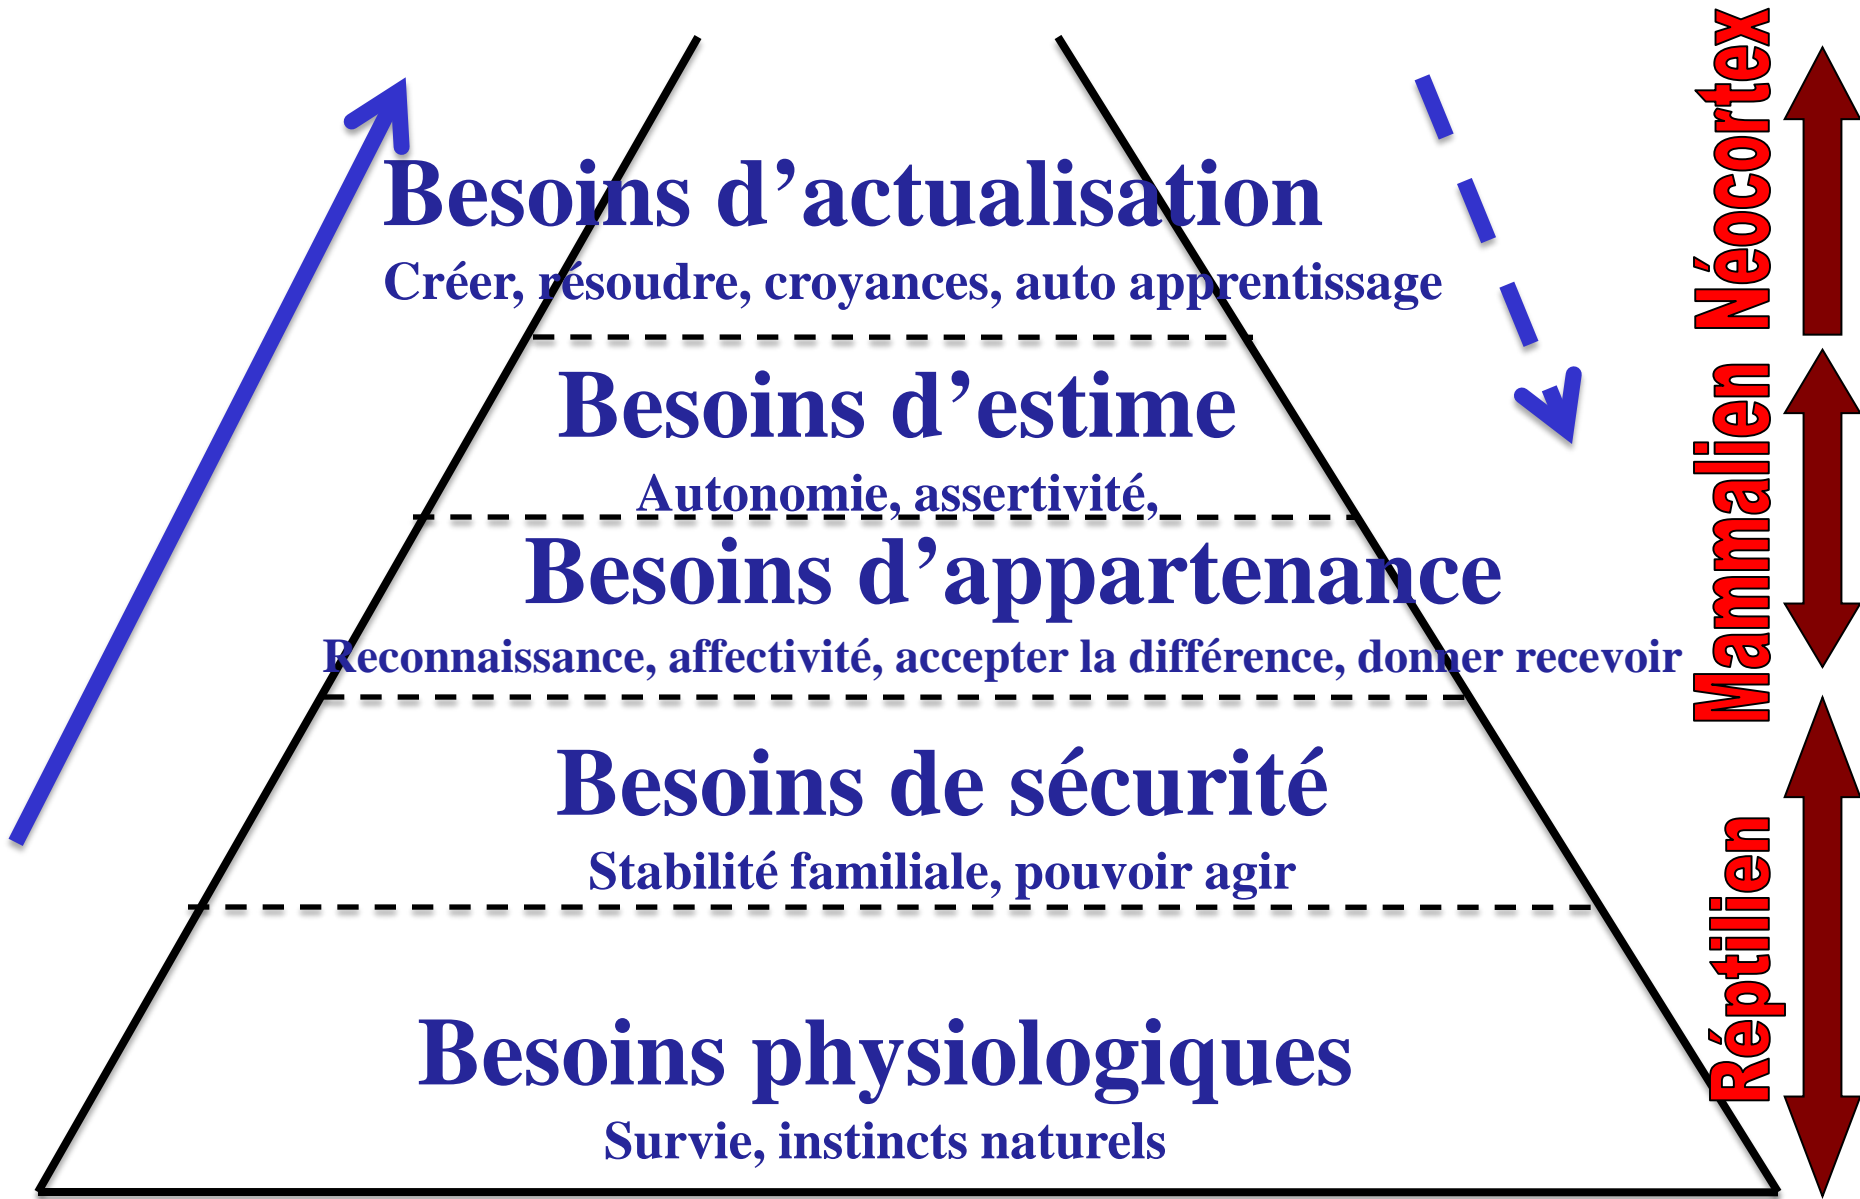 Besoins d’actualisation
Créer, résoudre, croyances, auto apprentissage
Besoins d’estime
Autonomie, assertivité,
Besoins d’appartenance
Reconnaissance, affectivité, accepter la différence, donner recevoir
Besoins de sécurité
Stabilité familiale, pouvoir agir
Besoins physiologiques
Survie, instincts naturels
Néocortex
Mammalien
Réptilien